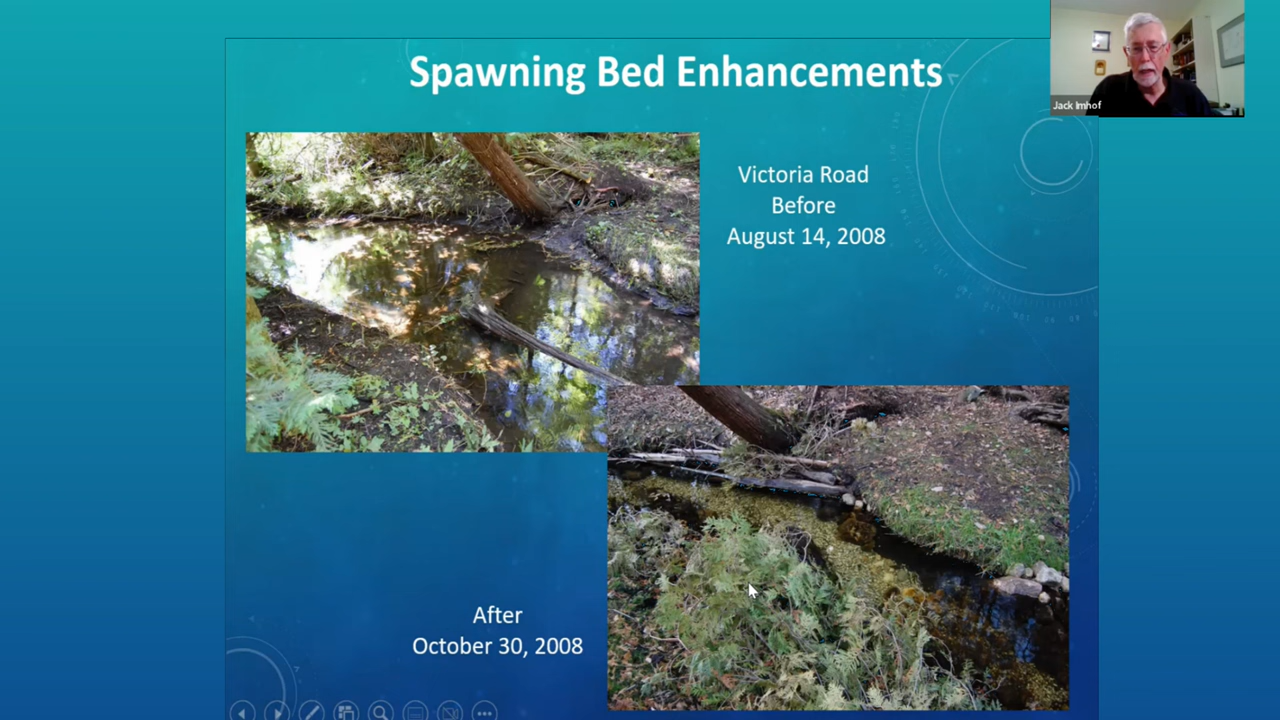 Spawning Bed Enhancements
Jack Imhof
Victoria Road
Before
August 14, 2008
After
October 30, 2008